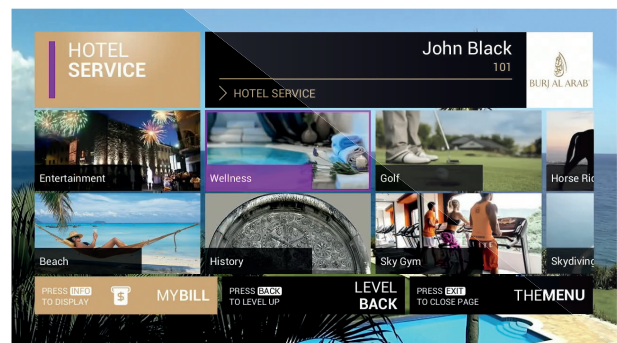 HOTEL
SERVICE
John Black
101
HOTEL SERVICE
BURJ AL ARAB
Entertainment
Wellness
Golf
Horse Ric
Beach
History
Sky Gym
Skydiving
PRESS INFO
TO DISPLAY
$
MYBILL
PRESS BACK
TO LEVEL UP
LEVEL
BACK
PRESS EXIT
TO CLOSE PAGE
THEMENU